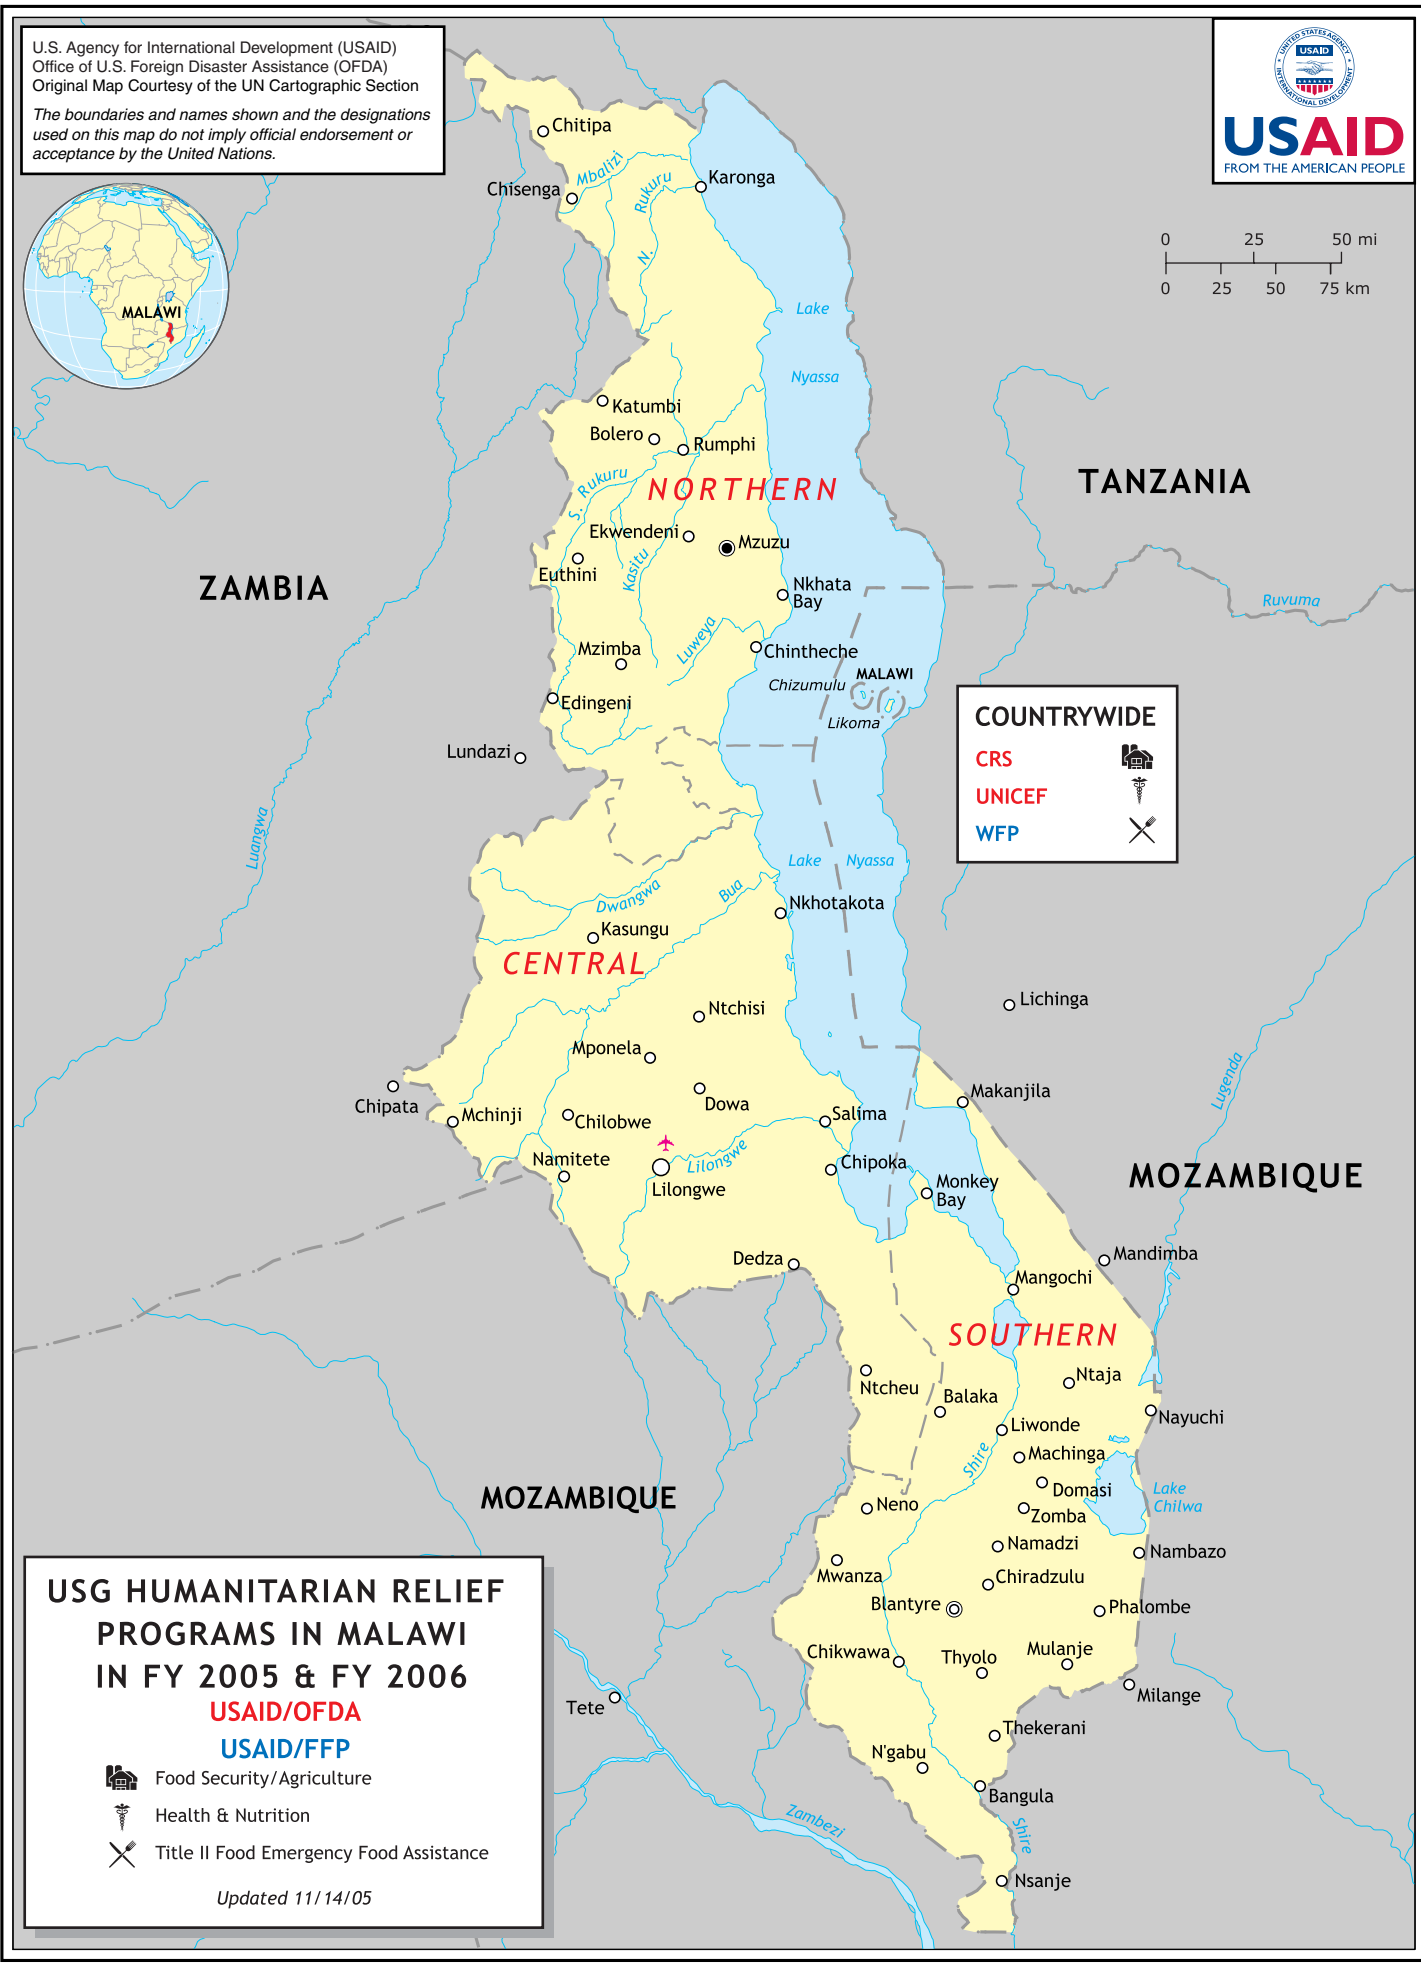 U.S. Agency for International Development (USAID)
Office of U.S. Foreign Disaster Assistance (OFDA)
Original Map Courtesy of the UN Cartographic Section
The boundaries and names shown and the designations
used on this map do not imply official endorsement or
acceptance by the United Nations.
UNITED STATES AGENCY
USAID
INTERNATIONAL DEVELOPMENT
USAID
FROM THE AMERICAN PEOPLE
0 25 50 mi
0 25 50 75 km
MALAWI
Chitipa
Mbalizi
Chisenga
Rukuru
N.
Karonga
Lake
Nyassa
Katumbi
Bolero
Rumphi
S. Rukuru
NORTHERN
TANZANIA
Ekwendeni
Mzuzu
Euthini
Kasitu
ZAMBIA
Nkhata
Bay
Ruvuma
Luweya
Mzimba
Chintheche
MALAWI
Chizumulu
Likoma
Edingeni
Lundazi
COUNTRYWIDE
CRS
UNICEF
WFP
Luangwa
Lake Nyassa
Dwangwa
Bua
Nkhotakota
Kasungu
CENTRAL
Lichinga
Ntchisi
Mponela
Lugenda
Chipata
Mchinji
Chilobwe
Dowa
Salima
Makanjila
Namitete
Lilongwe
Lilongwe
Chipoka
Monkey
Bay
MOZAMBIQUE
Dedza
Mandimba
Mangochi
SOUTHERN
Ntcheu
Ntaja
Balaka
Nayuchi
Liwonde
Shire
Machinga
MOZAMBIQUE
Domasi
Lake
Chilwa
Neno
Zomba
Namadzi
Nambazo
Mwanza
Chiradzulu
Blantyre
Phalombe
Chikwawa
Thyolo
Mulanje
Milange
Tete
Thekerani
N'gabu
Bangula
Zambezi
Shire
Nsanje
USG HUMANITARIAN RELIEF
PROGRAMS IN MALAWI
IN FY 2005 & FY 2006
USAID/OFDA
USAID/FFP
Food Security/Agriculture
Health & Nutrition
Title II Food Emergency Food Assistance
Updated 11/14/05